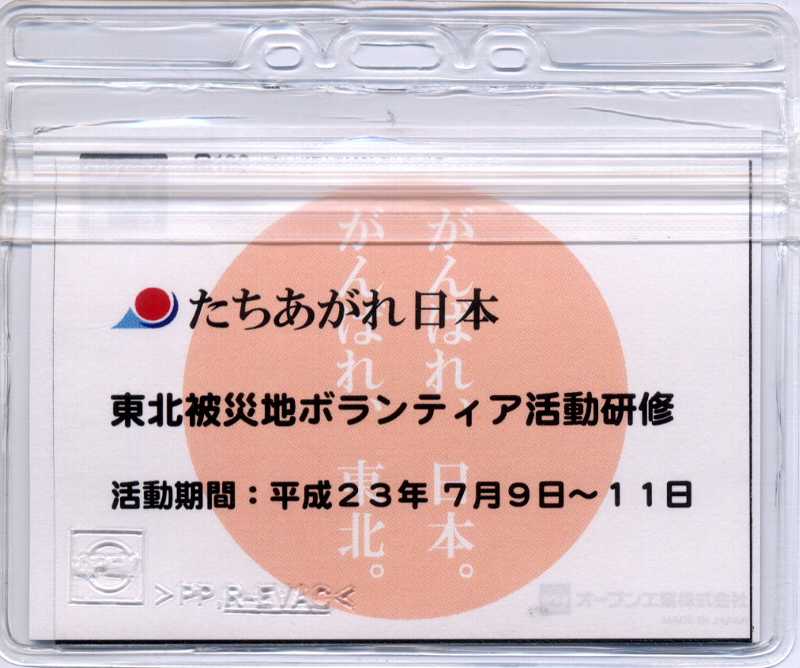 たちあがれ日本
東北被災地ボランティア活動研修
活動期間：平成２３年 ７月９日～１１日
がんばれ、日本。
がんばれ、東北。
>PP,R-EVAC<
オープン工業株式会社